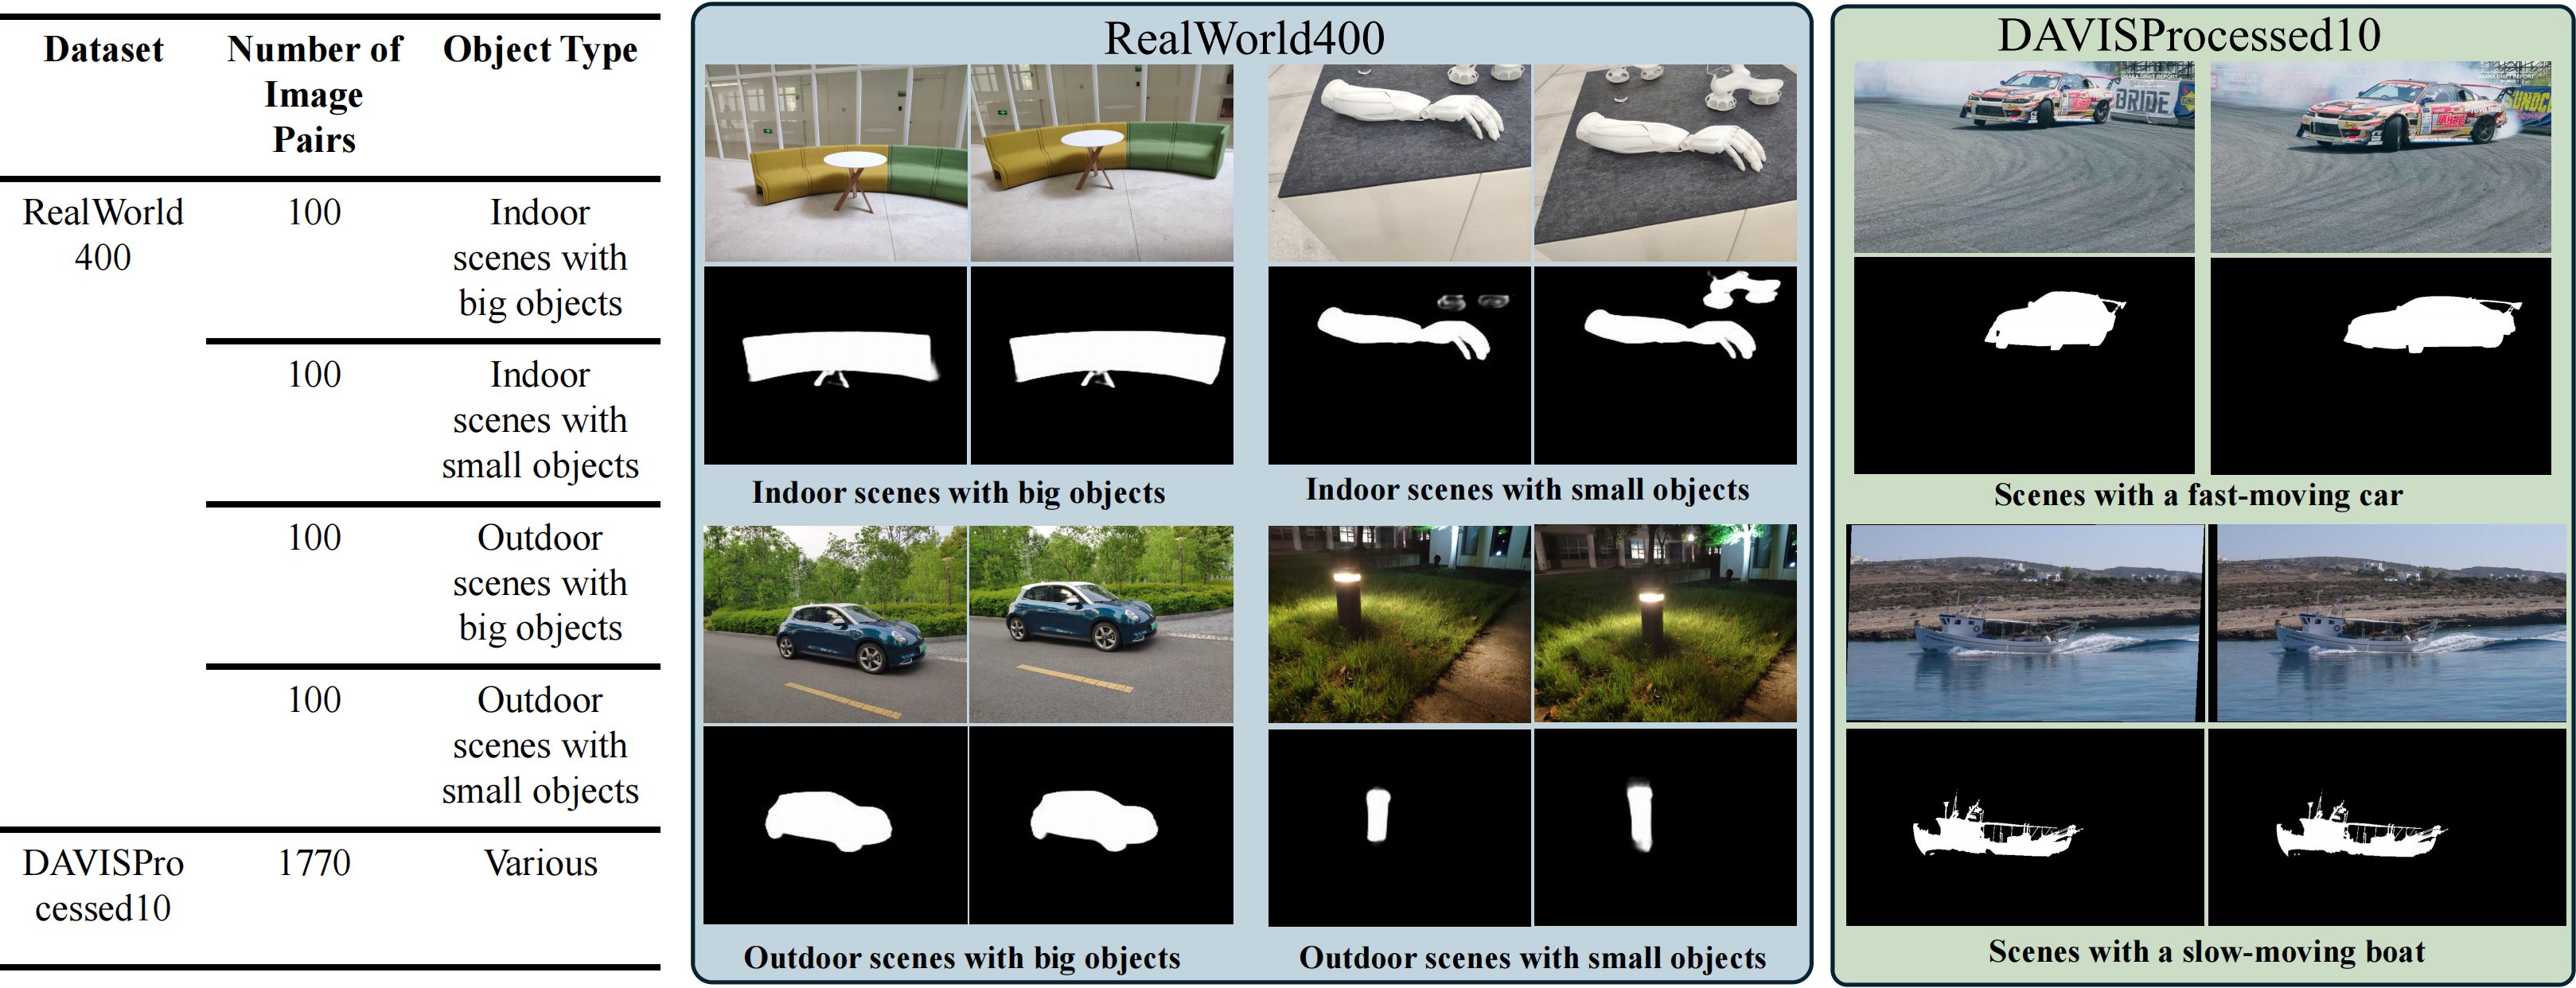 Dataset
Number of
Image
Pairs
Object Type
RealWorld
400
100
Indoor
scenes with
big objects
100
Indoor
scenes with
small objects
100
Outdoor
scenes with
big objects
100
Outdoor
scenes with
small objects
DAVISPro
cessed10
1770
Various
RealWorld400
Indoor scenes with big objects
Indoor scenes with small objects
Outdoor scenes with big objects
Outdoor scenes with small objects
DAVISProcessed10
BRIDE
SUNOCO
Scenes with a fast-moving car
Scenes with a slow-moving boat